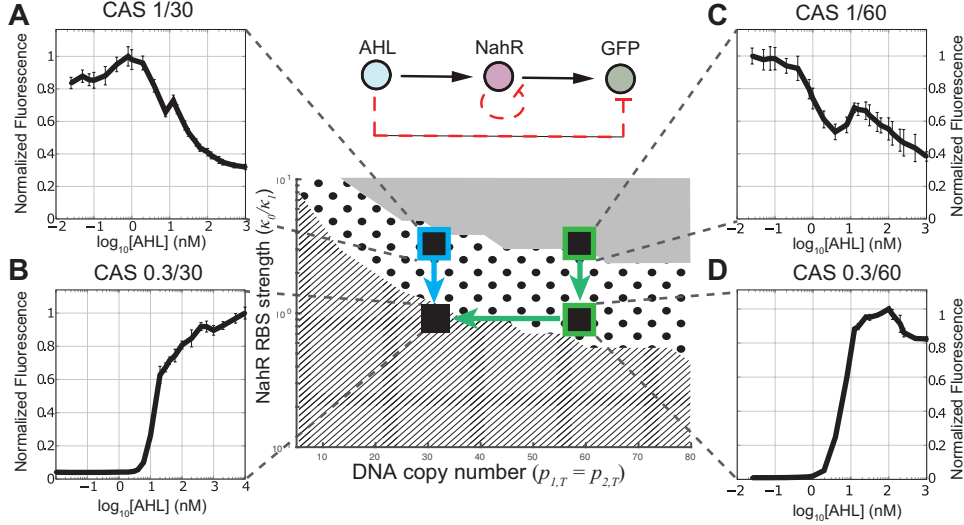 A
CAS 1/30
Normalized Fluorescence
1
0.8
0.6
0.4
0.2
0
-2 -1 0 1 2 3
log10[AHL] (nM)
AHL NahR GFP
C
CAS 1/60
Normalized Fluorescence
1
0.8
0.6
0.4
0.2
0
−2 −1 0 1 2 3
log10[AHL] (nM)
B
CAS 0.3/30
Normalized Fluorescence
1
0.8
0.6
0.4
0.2
0
−1 0 1 2 3 4
log10[AHL] (nM)
NahR RBS strength (κ0/κ1)
10 1
10 0
10
10 20 30 40 50 60 70 80
DNA copy number (p1,T = p2,T)
D
CAS 0.3/60
Normalized Fluorescence
1
0.8
0.6
0.4
0.2
0
−2 −1 0 1 2 3
log10[AHL] (nM)